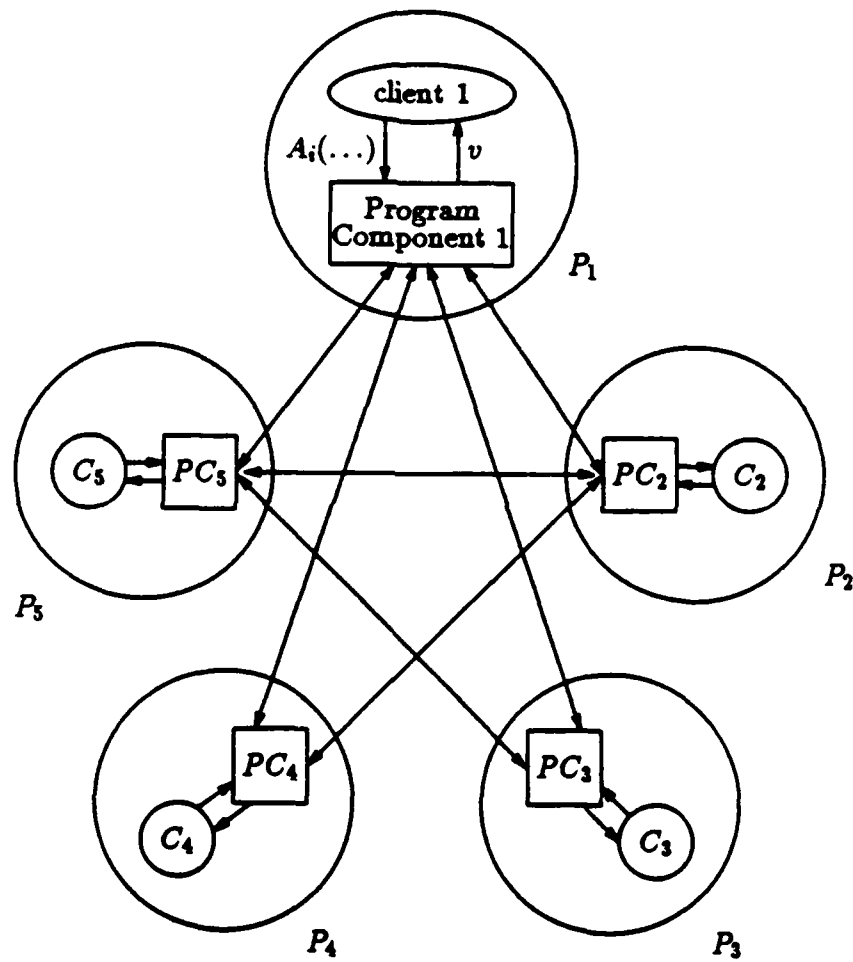 client 1
A_i(...)
v
Program
Component 1
P_1
C_5
PC_5
PC_2
C_2
P_5
P_2
PC_4
PC_3
C_4
C_3
P_4
P_3